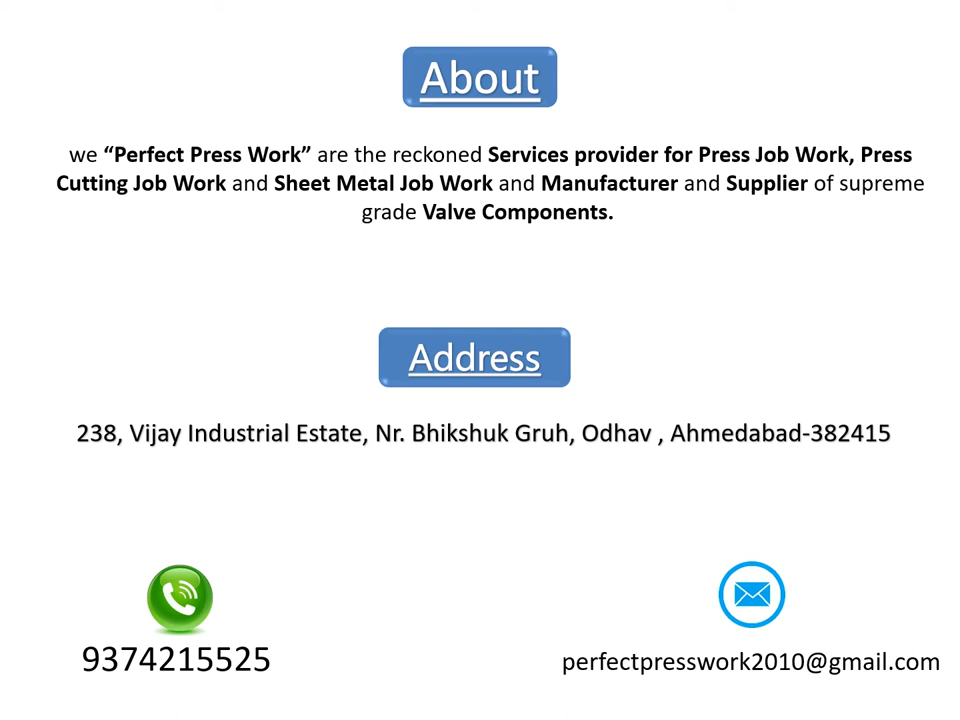 About
we “Perfect Press Work” are the reckoned Services provider for Press Job Work, Press
Cutting Job Work and Sheet Metal Job Work and Manufacturer and Supplier of supreme
grade Valve Components.
Address
238, Vijay Industrial Estate, Nr. Bhikshuk Gruh, Odhav , Ahmedabad-382415
9374215525
perfectpresswork2010@gmail.com